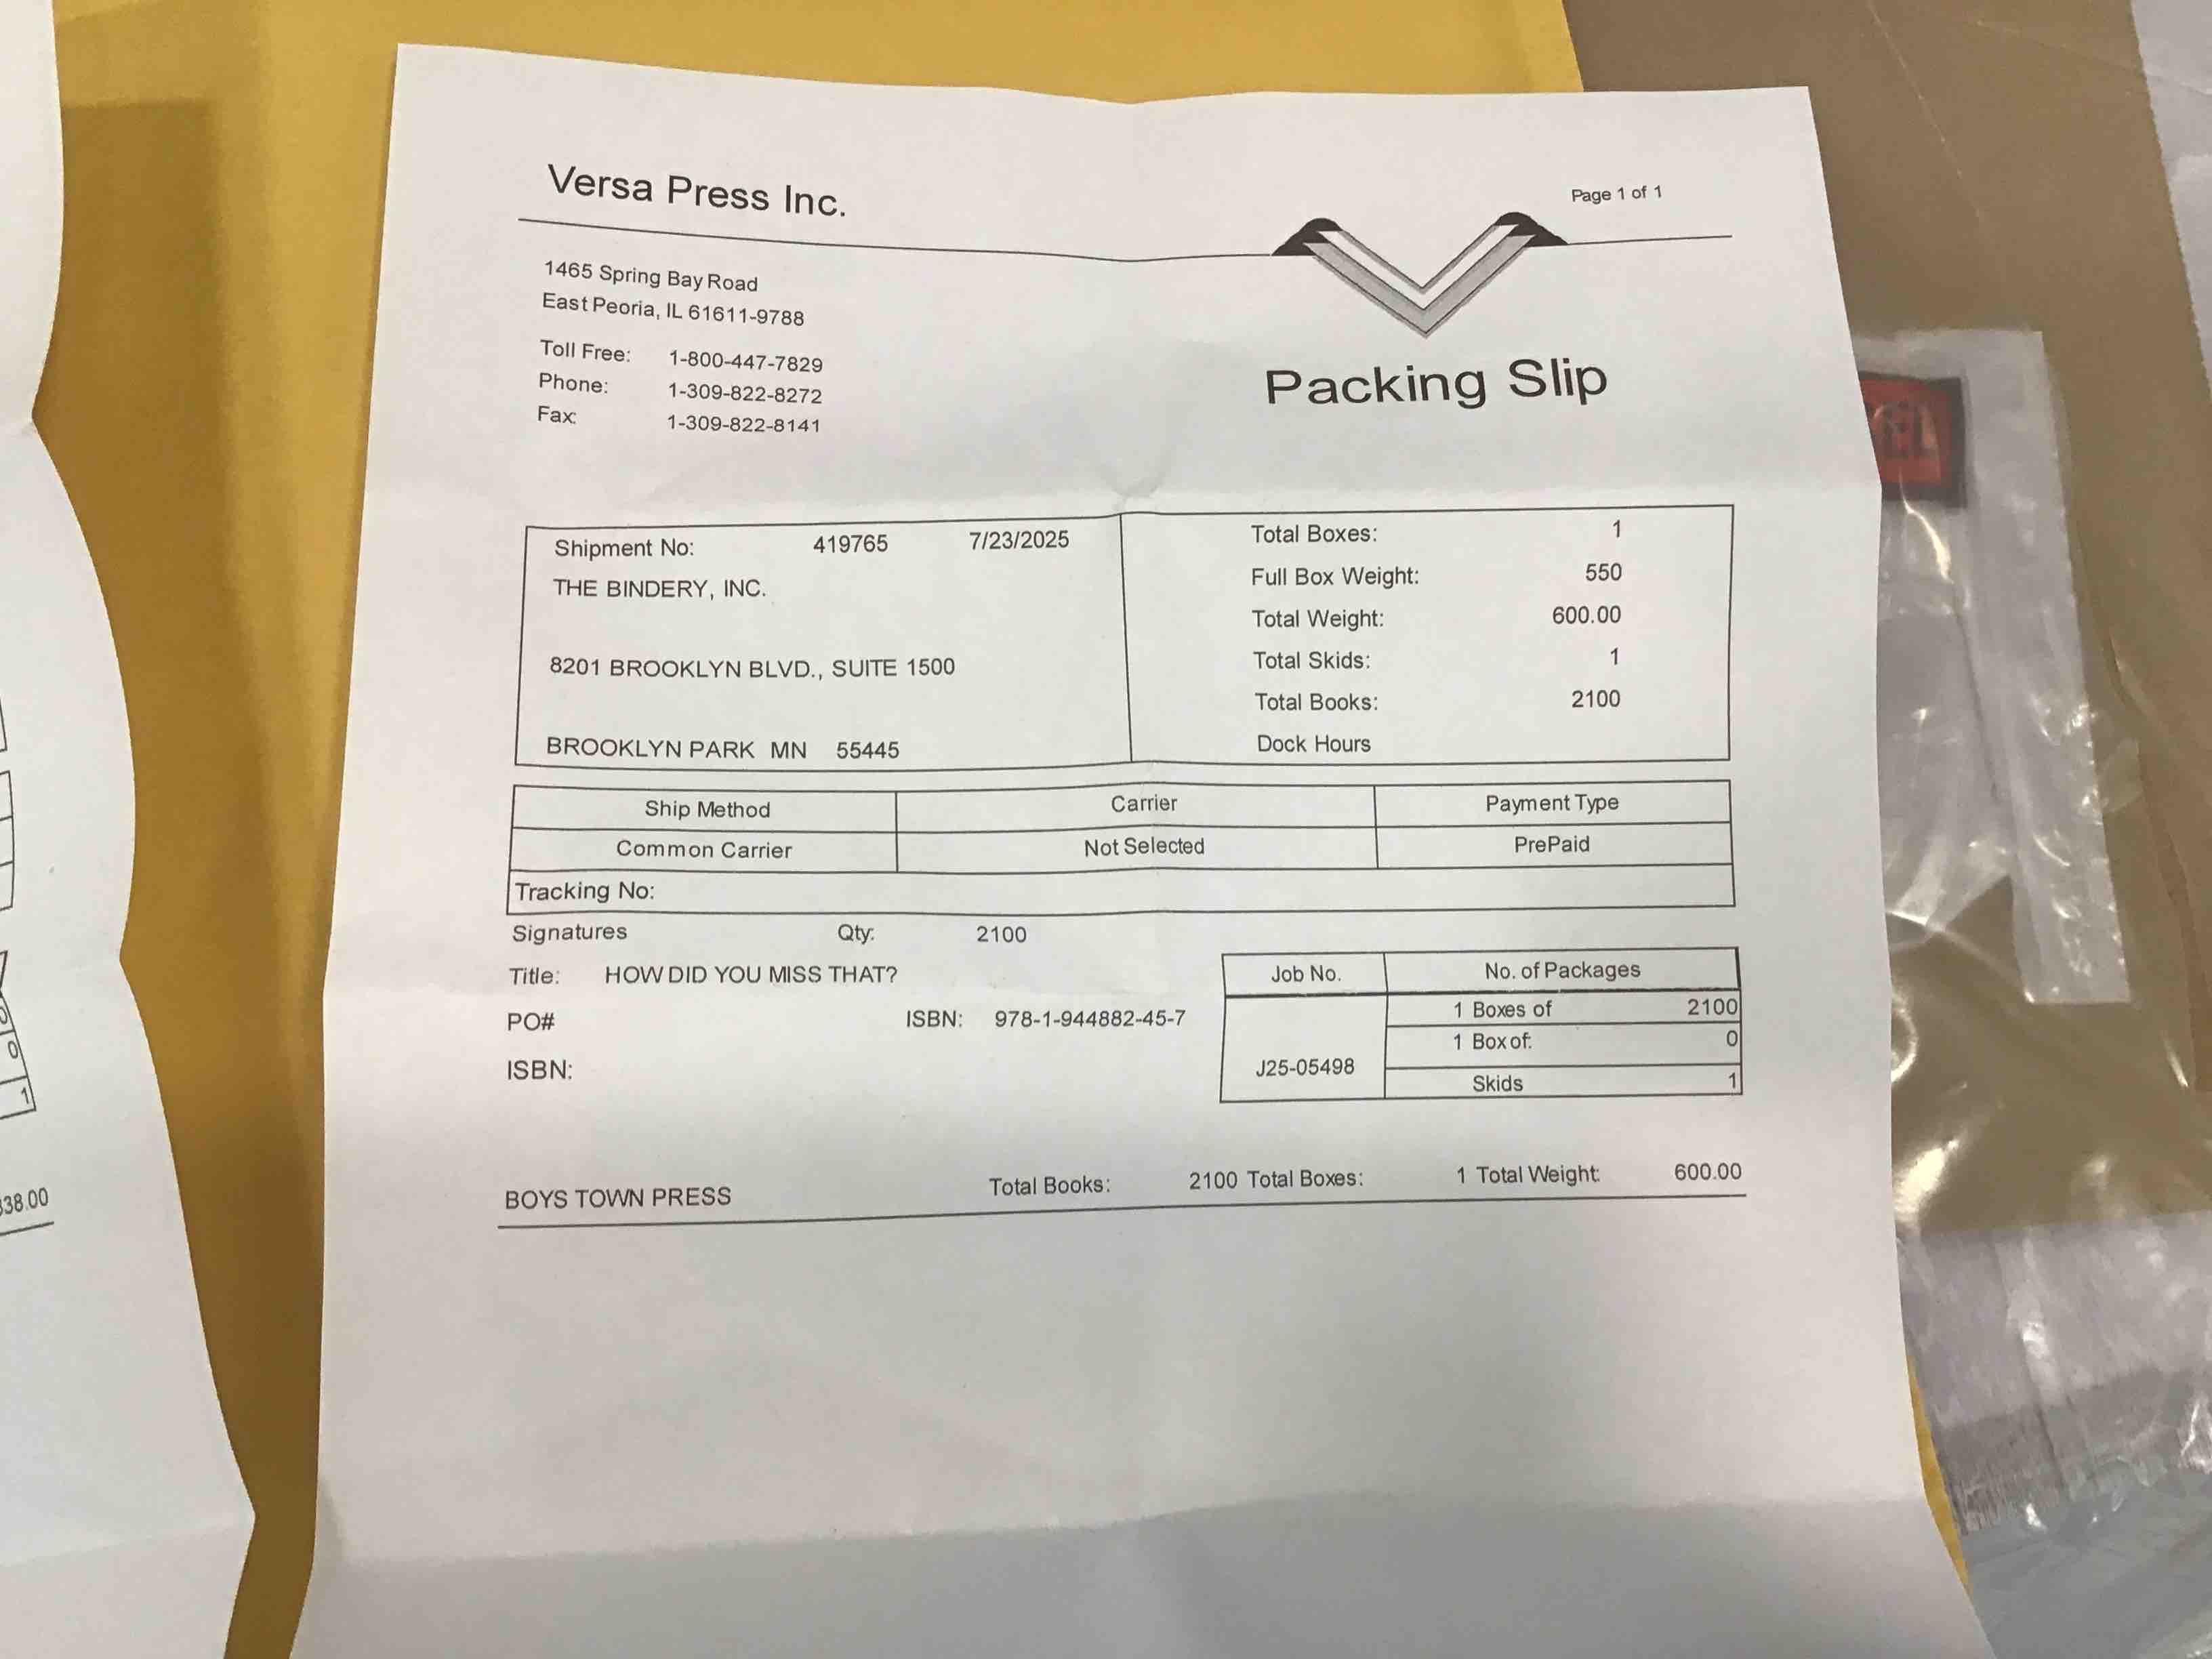 Versa Press Inc.
Page 1 of 1
1465 Spring Bay Road
East Peoria, IL 61611-9788
Toll Free: 1-800-447-7829
Phone: 1-309-822-8272
Fax: 1-309-822-8141
Packing Slip
Shipment No: 419765 7/23/2025
THE BINDERY, INC.
8201 BROOKLYN BLVD., SUITE 1500
BROOKLYN PARK MN 55445
Total Boxes: 1
Full Box Weight: 550
Total Weight: 600.00
Total Skids: 1
Total Books: 2100
Dock Hours
Ship Method Carrier Payment Type
Common Carrier Not Selected PrePaid
Tracking No:
Signatures Qty: 2100
Title: HOW DID YOU MISS THAT?
PO# ISBN: 978-1-944882-45-7
ISBN:
Job No. No. of Packages
1 Boxes of 2100
1 Box of: 0
J25-05498
Skids 1
BOYS TOWN PRESS Total Books: 2100 Total Boxes: 1 Total Weight: 600.00
0
1
38.00